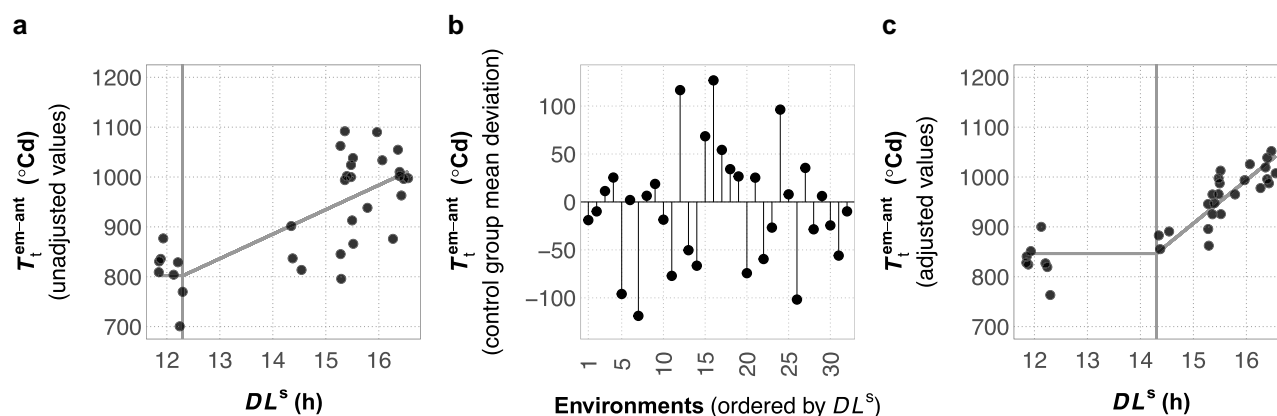 a
T_t^em−ant (°Cd)
(unadjusted values)
1200
1100
1000
900
800
700
12 13 14 15 16
DL^s (h)
b
T_t^em−ant (°Cd)
(control group mean deviation)
100
50
0
−50
−100
1 5 10 15 20 25 30
Environments (ordered by DL^s)
c
T_t^em−ant (°Cd)
(adjusted values)
1200
1100
1000
900
800
700
12 13 14 15 16
DL^s (h)